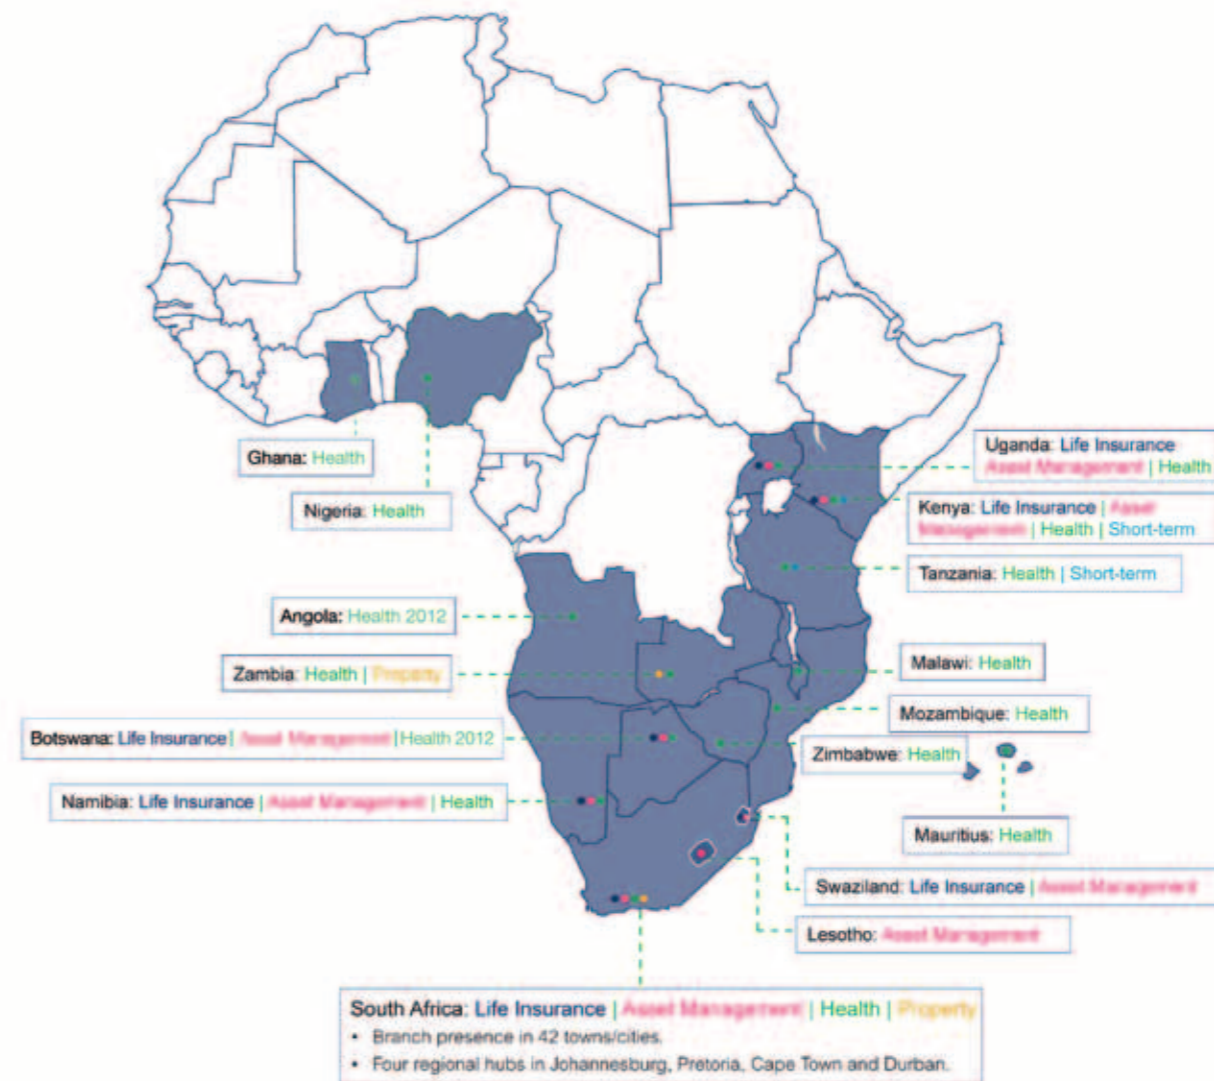 Ghana: Health
Nigeria: Health
Uganda: Life Insurance
Asset Management | Health
Kenya: Life Insurance | Asset
Management | Health | Short-term
Tanzania: Health | Short-term
Angola: Health 2012
Zambia: Health | Property
Malawi: Health
Mozambique: Health
Botswana: Life Insurance | Asset Management | Health 2012
Zimbabwe: Health
Namibia: Life Insurance | Asset Management | Health
Mauritius: Health
Swaziland: Life Insurance | Asset Management
Lesotho: Asset Management
South Africa: Life Insurance | Asset Management | Health | Property
• Branch presence in 42 towns/cities.
• Four regional hubs in Johannesburg, Pretoria, Cape Town and Durban.